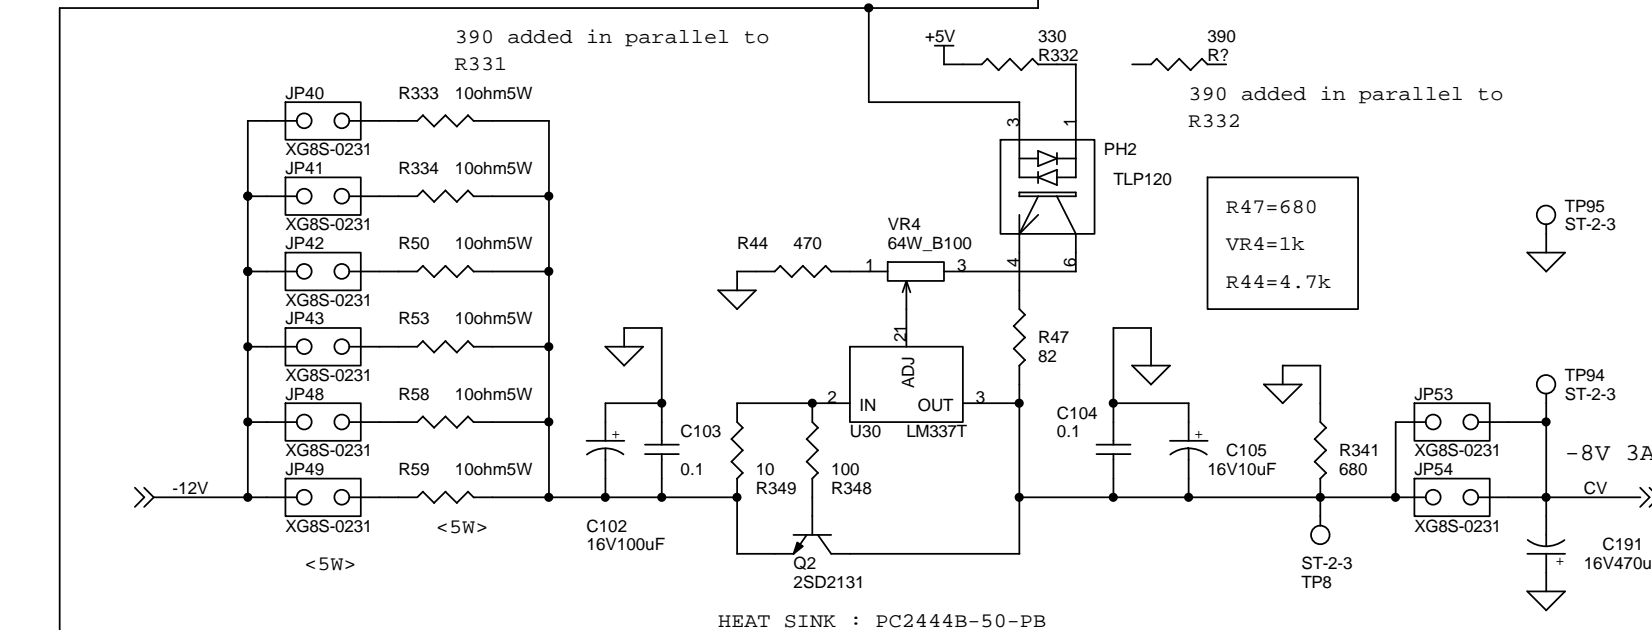 390 added in parallel to
R331
+5V
330
R332
390
R?
390 added in parallel to
R332
JP40
R333 10ohm5W
XG8S-0231
JP41
R334 10ohm5W
XG8S-0231
JP42
R50 10ohm5W
XG8S-0231
JP43
R53 10ohm5W
XG8S-0231
JP48
R58 10ohm5W
XG8S-0231
JP49
R59 10ohm5W
-12V
XG8S-0231
<5W>
<5W>
3
1
PH2
TLP120
4
6
R47=680
VR4=1k
R44=4.7k
TP95
ST-2-3
R44 470
VR4
64W_B100
1
3
21
ADJ
R47
82
2
IN
OUT
3
U30
LM337T
C103
0.1
10
R349
100
R348
C104
0.1
+
C102
16V100uF
+
C105
16V10uF
R341
680
TP94
ST-2-3
JP53
XG8S-0231
JP54
XG8S-0231
-8V 3A
CV
Q2
2SD2131
ST-2-3
TP8
C191
16V470u
+
HEAT SINK : PC2444B-50-PB